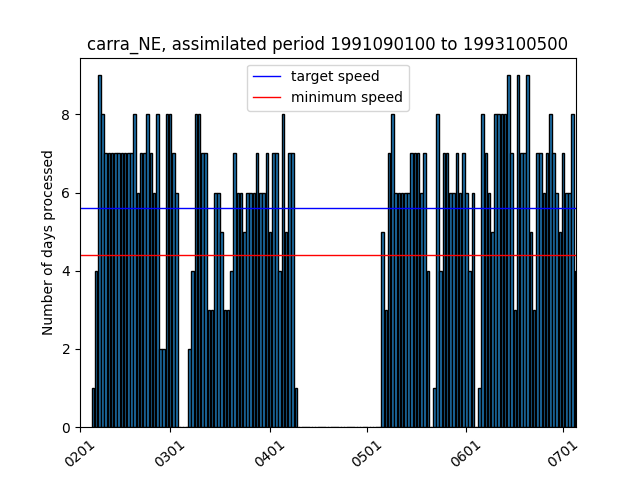 carra_NE, assimilated period 1991090100 to 1993100500
target speed
minimum speed
Number of days processed
8
6
4
2
0
0201
0301
0401
0501
0601
0701